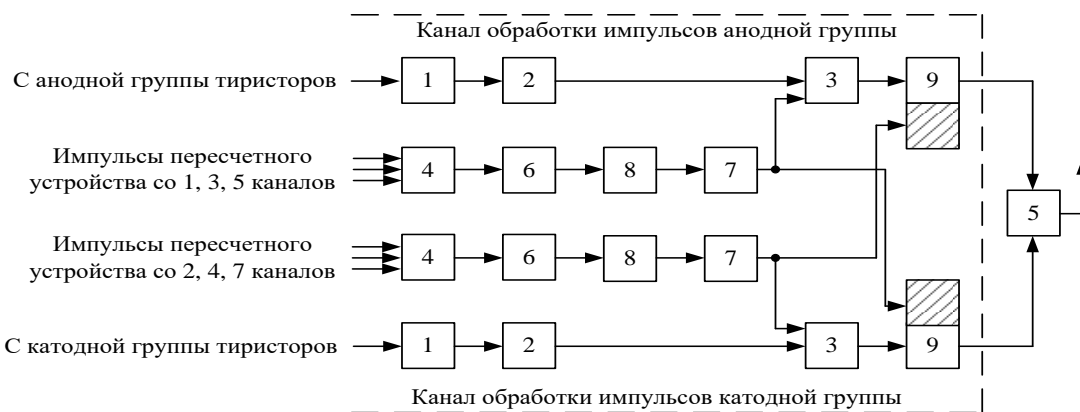 Канал обработки импульсов анодной группы
С анодной группы тиристоров
1
2
3
9
Импульсы пересчетного
устройства со 1, 3, 5 каналов
4
6
8
7
5
Импульсы пересчетного
устройства со 2, 4, 7 каналов
4
6
8
7
С катодной группы тиристоров
1
2
3
9
Канал обработки импульсов катодной группы